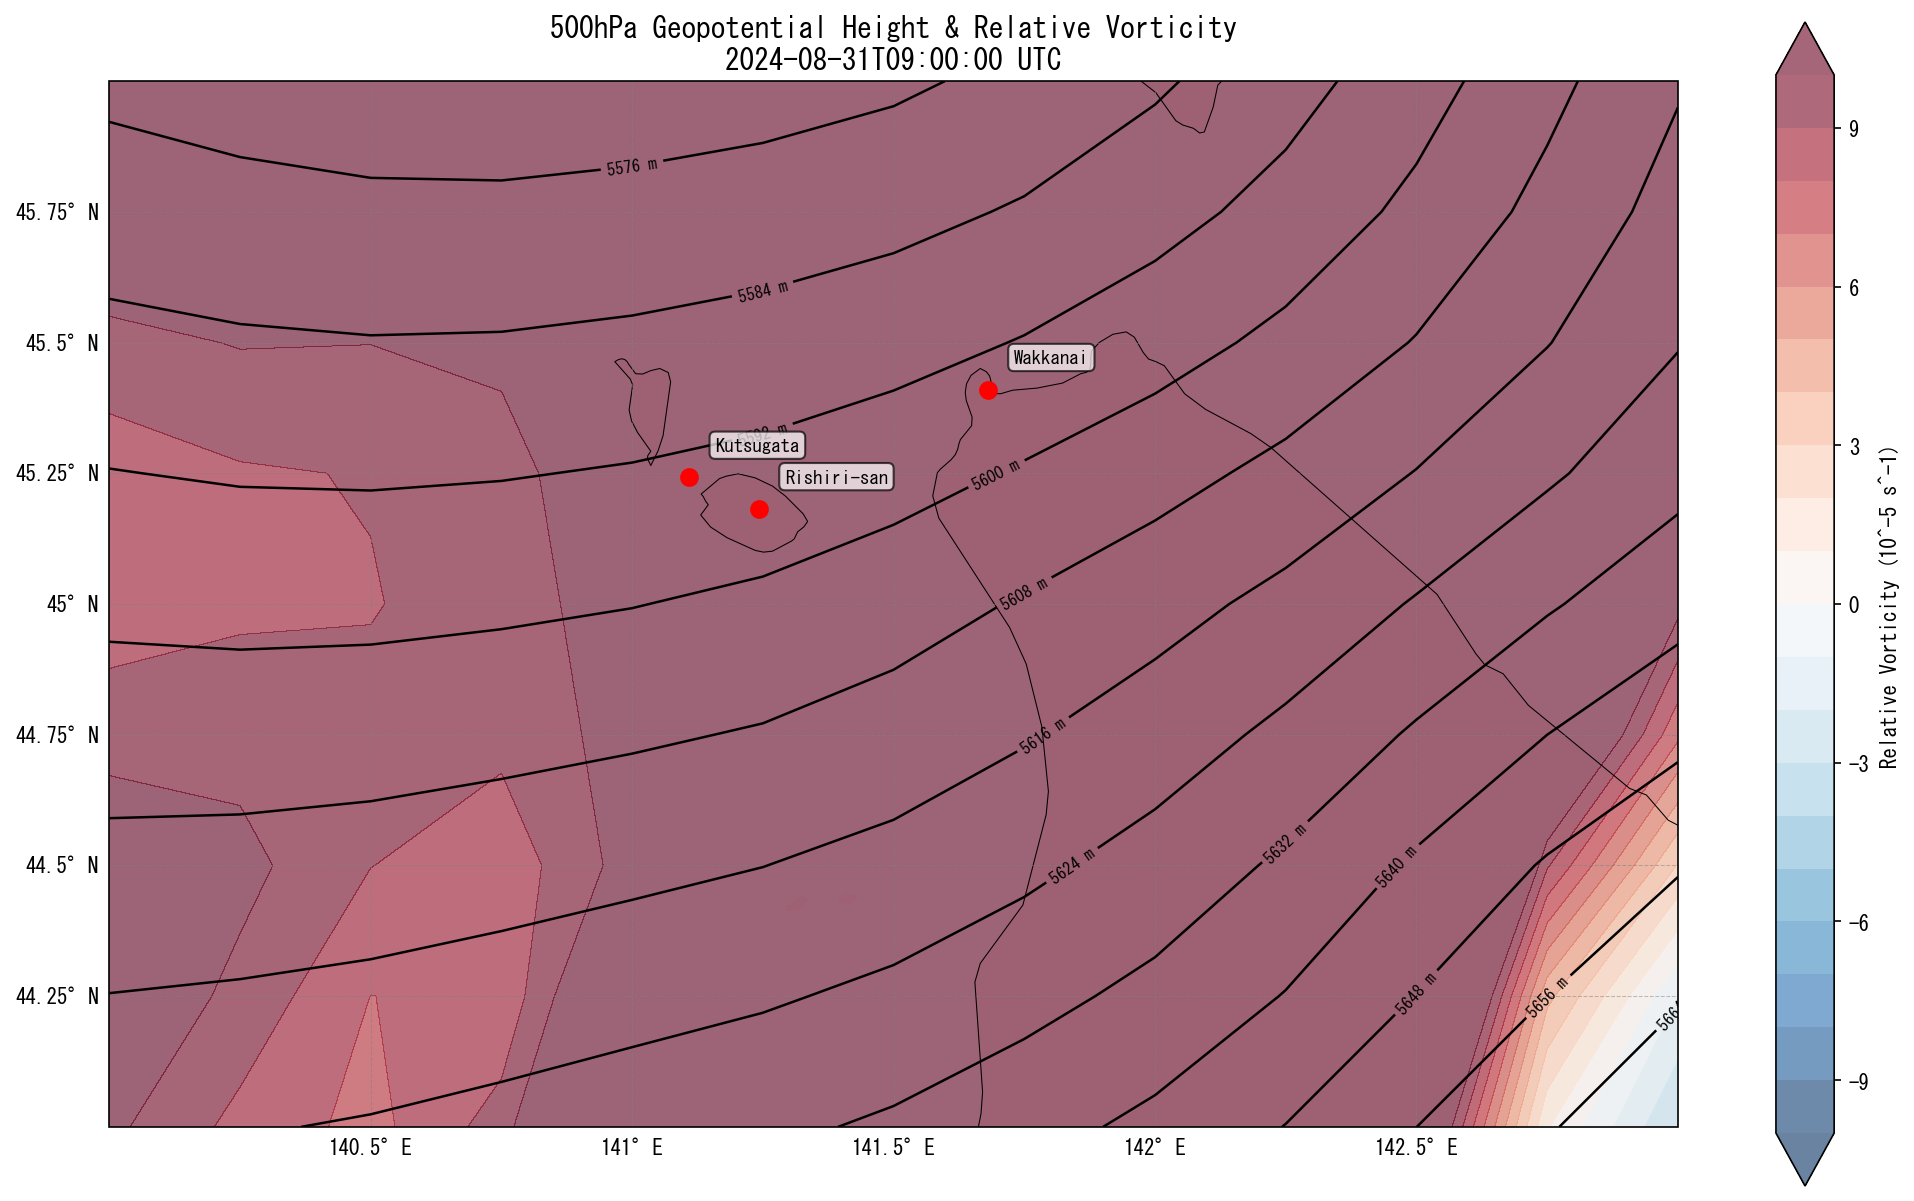 500hPa Geopotential Height & Relative Vorticity
2024-08-31T09:00:00 UTC
45.75° N
45.5° N
45.25° N
45° N
44.75° N
44.5° N
44.25° N
140.5° E
141° E
141.5° E
142° E
142.5° E
5576 m
5584 m
5592 m
5600 m
5608 m
5616 m
5624 m
5632 m
5640 m
5648 m
5656 m
Wakkanai
Kutsugata
Rishiri-san
9
6
3
0
−3
−6
−9
Relative Vorticity (10^-5 s^-1)